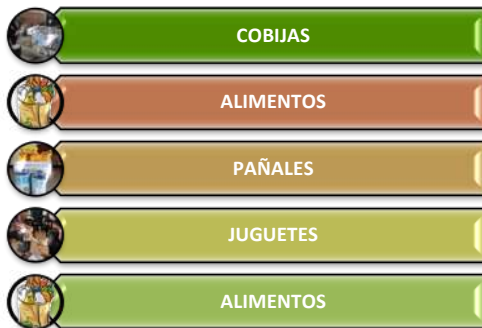 COBIJAS
ALIMENTOS
PAÑALES
JUGUETES
ALIMENTOS